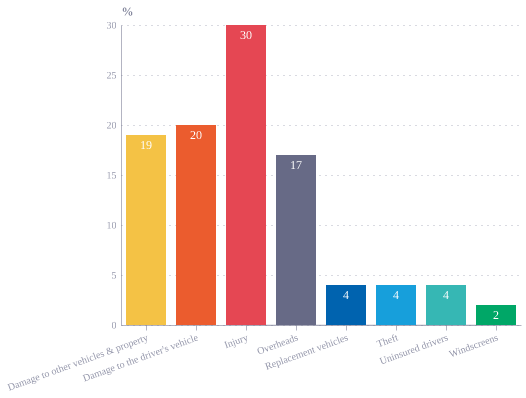 %
30
25
20
15
10
5
0
19
20
30
17
4
4
4
2
Damage to other vehicles & property
Damage to the driver's vehicle
Injury
Overheads
Replacement vehicles
Theft
Uninsured drivers
Windscreens